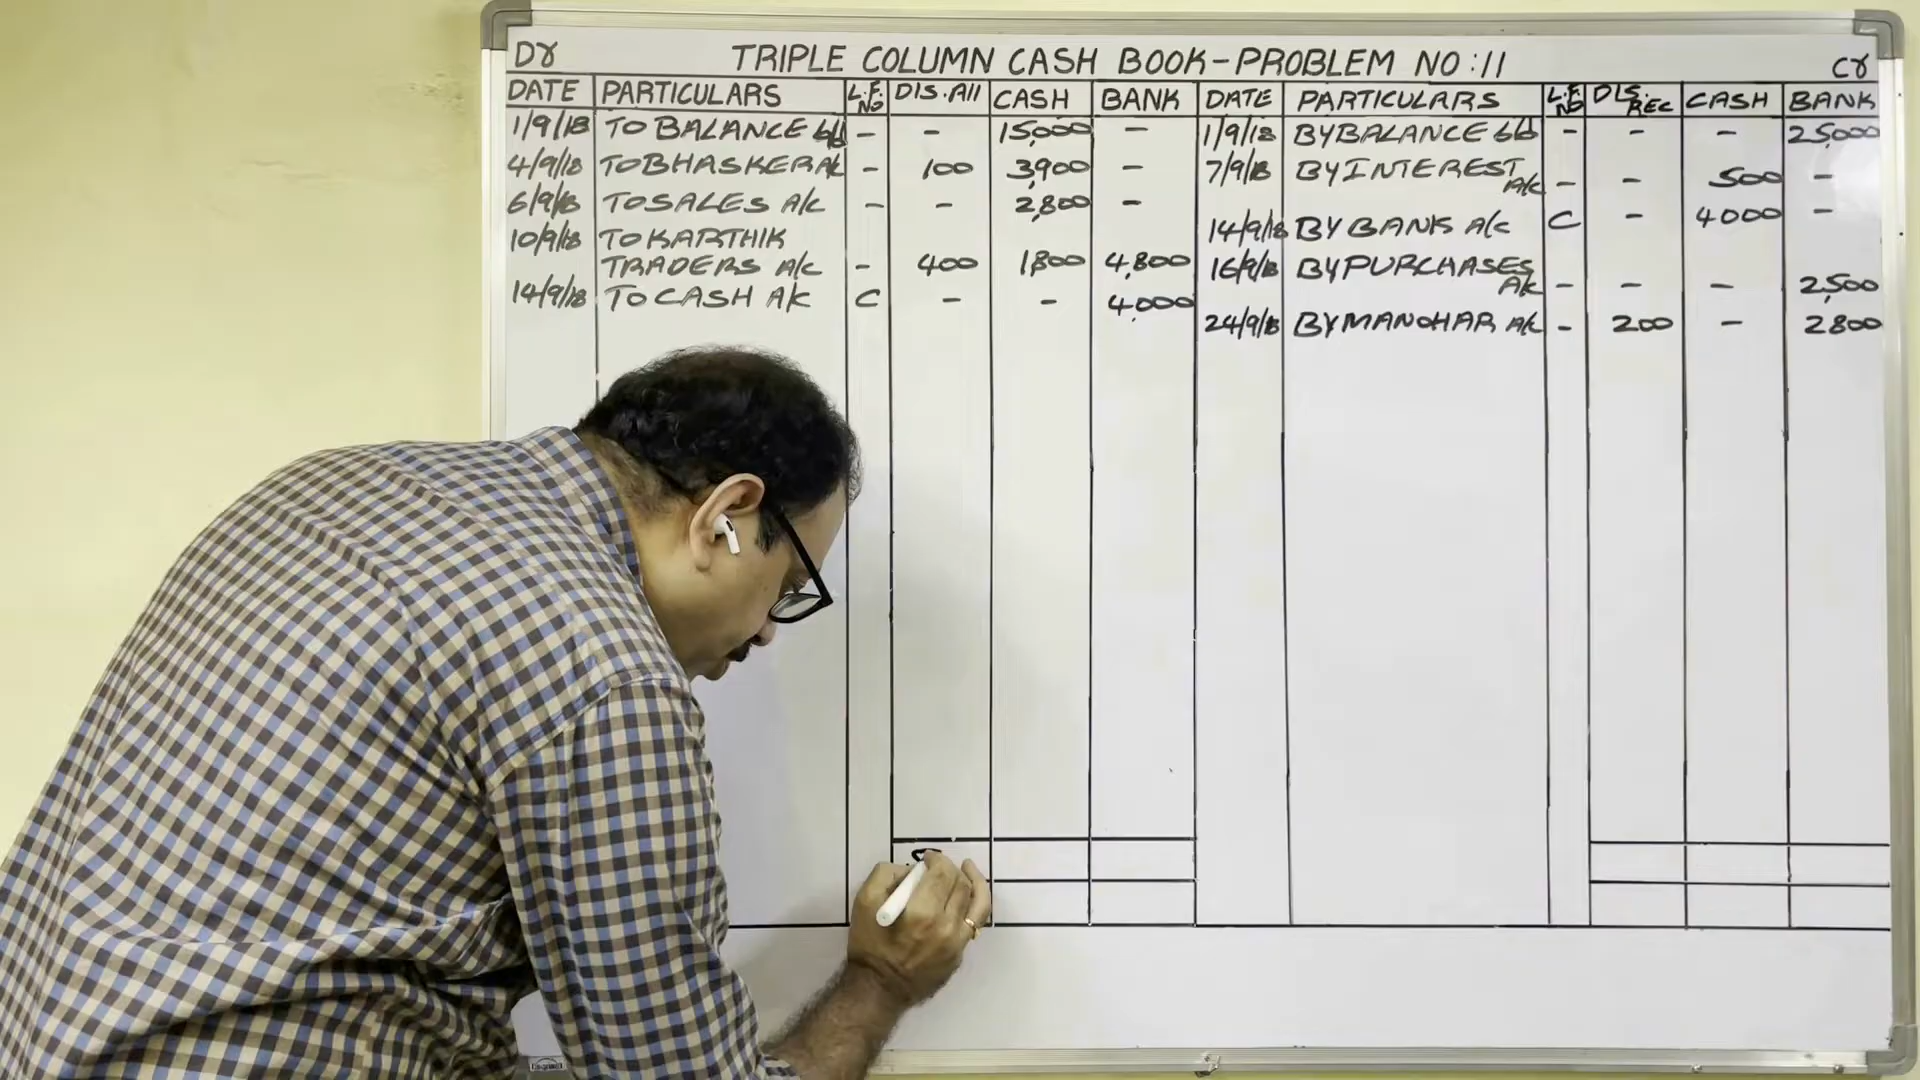 Dr TRIPLE COLUMN CASH BOOK - PROBLEM NO : 11 Cr
DATE PARTICULARS L.F. NO DIS. All CASH BANK DATE PARTICULARS L.F. NO DIS. REC CASH BANK
1/9/18 TO BALANCE b/d - - 15,000 - 1/9/18 BY BALANCE b/d - - - 25,000
4/9/18 TO BHASKER A/c - 100 3,900 - 7/9/18 BY INTEREST
A/c - - 500 -
6/9/18 TO SALES A/c - - 2,800 - 14/9/18 BY BANK A/c C - 4000 -
10/9/18 TO KARTHIK
TRADERS A/c - 400 1,800 4,800 16/9/18 BY PURCHASES
A/c - - - 2,500
14/9/18 TO CASH A/c C - - 4,000 24/9/18 BY MANOHAR A/c - 200 - 2800